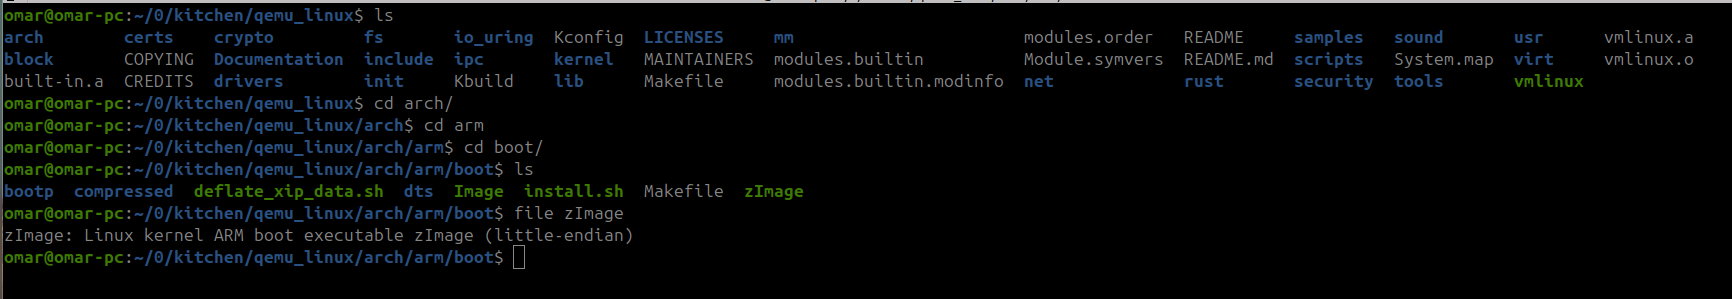 omar@omar-pc:~/0/kitchen/qemu_linux$ ls
arch certs crypto fs io_uring Kconfig LICENSES mm modules.order README samples sound usr vmlinux.a
block COPYING Documentation include ipc kernel MAINTAINERS modules.builtin Module.symvers README.md scripts System.map virt vmlinux.o
built-in.a CREDITS drivers init Kbuild lib Makefile modules.builtin.modinfo net rust security tools vmlinux
omar@omar-pc:~/0/kitchen/qemu_linux$ cd arch/
omar@omar-pc:~/0/kitchen/qemu_linux/arch$ cd arm
omar@omar-pc:~/0/kitchen/qemu_linux/arch/arm$ cd boot/
omar@omar-pc:~/0/kitchen/qemu_linux/arch/arm/boot$ ls
bootp compressed deflate_xip_data.sh dts Image install.sh Makefile zImage
omar@omar-pc:~/0/kitchen/qemu_linux/arch/arm/boot$ file zImage
zImage: Linux kernel ARM boot executable zImage (little-endian)
omar@omar-pc:~/0/kitchen/qemu_linux/arch/arm/boot$